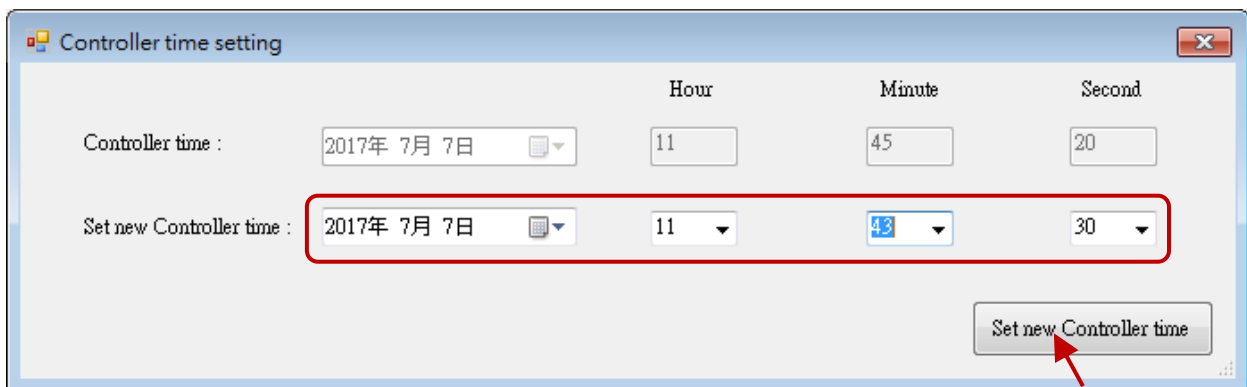 Controller time setting
Hour Minute Second
Controller time : 2017年 7月 7日 11 45 20
Set new Controller time : 2017年 7月 7日 11 43 30
Set new Controller time